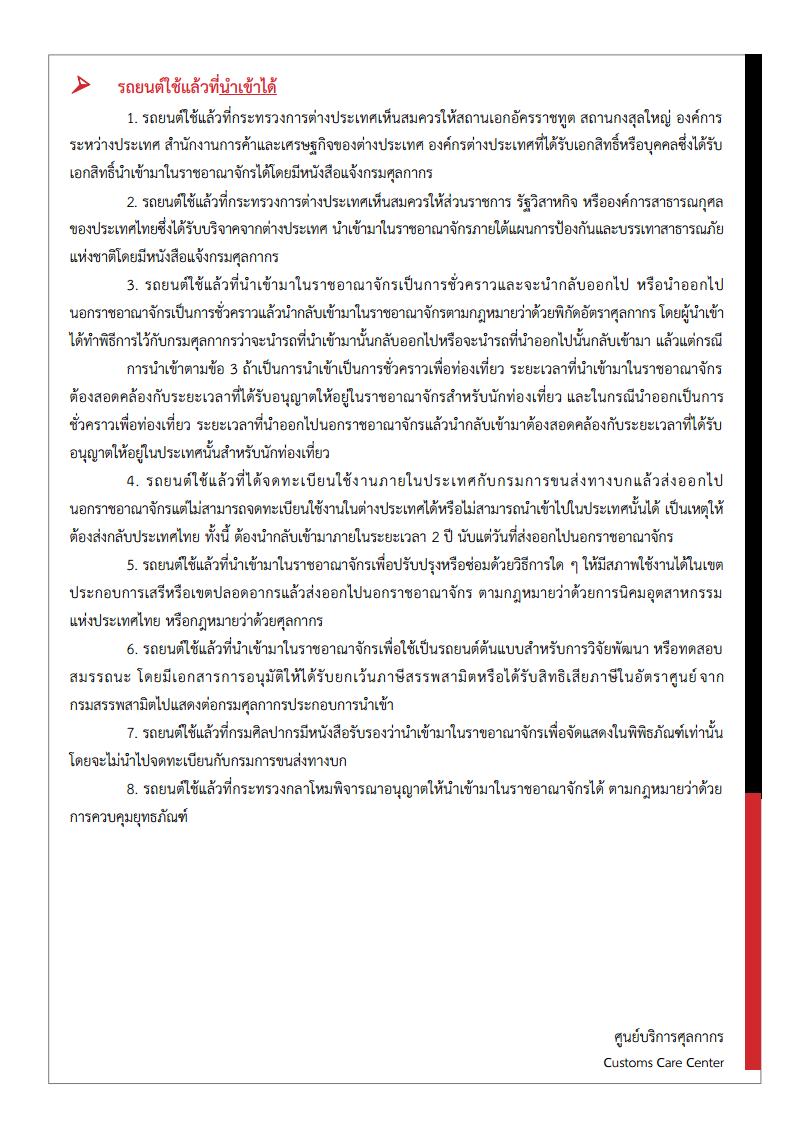 รถยนต์ใช้แล้วที่นำเข้าได้
1. รถยนต์ใช้แล้วที่กระทรวงการต่างประเทศเห็นสมควรให้สถานเอกอัครราชทูต สถานกงสุลใหญ่ องค์การ
ระหว่างประเทศ สำนักงานการค้าและเศรษฐกิจของต่างประเทศ องค์กรต่างประเทศที่ได้รับเอกสิทธิ์หรือบุคคลซึ่งได้รับ
เอกสิทธิ์นำเข้ามาในราชอาณาจักรได้โดยมีหนังสือแจ้งกรมศุลกากร
2. รถยนต์ใช้แล้วที่กระทรวงการต่างประเทศเห็นสมควรให้ส่วนราชการ รัฐวิสาหกิจ หรือองค์การสาธารณกุศล
ของประเทศไทยซึ่งได้รับบริจาคจากต่างประเทศ นำเข้ามาในราชอาณาจักรภายใต้แผนการป้องกันและบรรเทาสาธารณภัย
แห่งชาติโดยมีหนังสือแจ้งกรมศุลกากร
3. รถยนต์ใช้แล้วที่นำเข้ามาในราชอาณาจักรเป็นการชั่วคราวและจะนำกลับออกไป หรือนำออกไป
นอกราชอาณาจักรเป็นการชั่วคราวแล้วนำกลับเข้ามาในราชอาณาจักรตามกฎหมายว่าด้วยพิกัดอัตราศุลกากร โดยผู้นำเข้า
ได้ทำพิธีการไว้กับกรมศุลกากรว่าจะนำรถที่นำเข้ามานั้นกลับออกไปหรือจะนำรถที่นำออกไปนั้นกลับเข้ามา แล้วแต่กรณี
การนำเข้าตามข้อ 3 ถ้าเป็นการนำเข้าเป็นการชั่วคราวเพื่อท่องเที่ยว ระยะเวลาที่นำเข้ามาในราชอาณาจักร
ต้องสอดคล้องกับระยะเวลาที่ได้รับอนุญาตให้อยู่ในราชอาณาจักรสำหรับนักท่องเที่ยว และในกรณีนำออกเป็นการ
ชั่วคราวเพื่อท่องเที่ยว ระยะเวลาที่นำออกไปนอกราชอาณาจักรแล้วนำกลับเข้ามาต้องสอดคล้องกับระยะเวลาที่ได้รับ
อนุญาตให้อยู่ในประเทศนั้นสำหรับนักท่องเที่ยว
4. รถยนต์ใช้แล้วที่ได้จดทะเบียนใช้งานภายในประเทศกับกรมการขนส่งทางบกแล้วส่งออกไป
นอกราชอาณาจักรแต่ไม่สามารถจดทะเบียนใช้งานในต่างประเทศได้หรือไม่สามารถนำเข้าไปในประเทศนั้นได้ เป็นเหตุให้
ต้องส่งกลับประเทศไทย ทั้งนี้ ต้องนำกลับเข้ามาภายในระยะเวลา 2 ปี นับแต่วันที่ส่งออกไปนอกราชอาณาจักร
5. รถยนต์ใช้แล้วที่นำเข้ามาในราชอาณาจักรเพื่อปรับปรุงหรือซ่อมด้วยวิธีการใด ๆ ให้มีสภาพใช้งานได้ในเขต
ประกอบการเสรีหรือเขตปลอดอากรแล้วส่งออกไปนอกราชอาณาจักร ตามกฎหมายว่าด้วยการนิคมอุตสาหกรรม
แห่งประเทศไทย หรือกฎหมายว่าด้วยศุลกากร
6. รถยนต์ใช้แล้วที่นำเข้ามาในราชอาณาจักรเพื่อใช้เป็นรถยนต์ต้นแบบสำหรับการวิจัยพัฒนา หรือทดสอบ
สมรรถนะ โดยมีเอกสารการอนุมัติให้ได้รับยกเว้นภาษีสรรพสามิตหรือได้รับสิทธิเสียภาษีในอัตราศูนย์ จาก
กรมสรรพสามิตไปแสดงต่อกรมศุลกากรประกอบการนำเข้า
7. รถยนต์ใช้แล้วที่กรมศิลปากรมีหนังสือรับรองว่านำเข้ามาในราขอาณาจักรเพื่อจัดแสดงในพิพิธภัณฑ์เท่านั้น
โดยจะไม่นำไปจดทะเบียนกับกรมการขนส่งทางบก
8. รถยนต์ใช้แล้วที่กระทรวงกลาโหมพิจารณาอนุญาตให้นำเข้ามาในราชอาณาจักรได้ ตามกฎหมายว่าด้วย
การควบคุมยุทธภัณฑ์
ศูนย์บริการศุลกากร
Customs Care Center